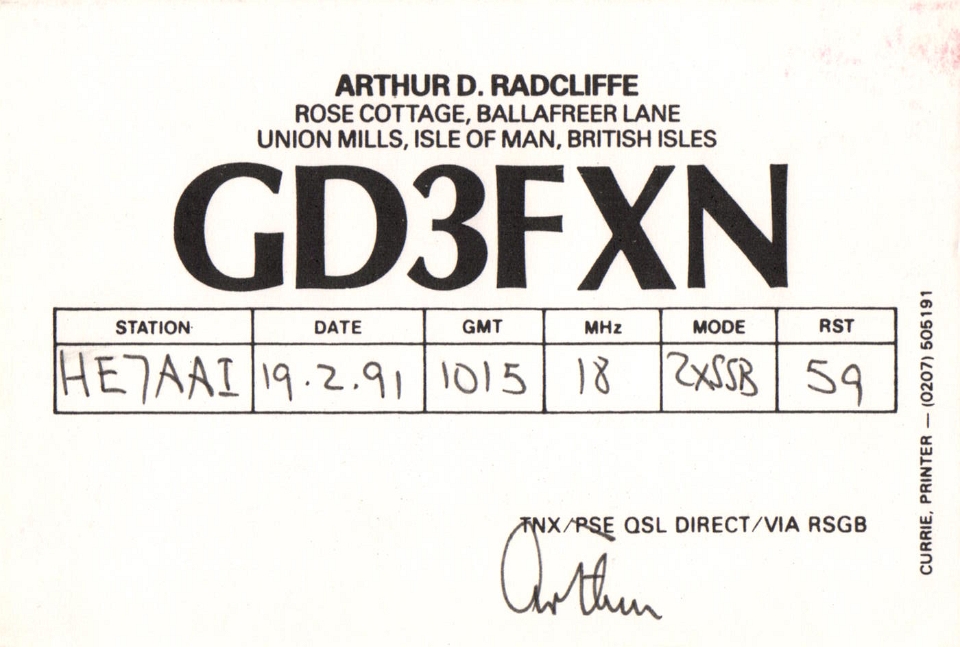 ARTHUR D. RADCLIFFE
ROSE COTTAGE, BALLAFREER LANE
UNION MILLS, ISLE OF MAN, BRITISH ISLES
GD3FXN
STATION DATE GMT MHz MODE RST
HE7AAI 19.2.91 1015 18 2XSSB 59
TNX/PSE QSL DIRECT/VIA RSGB
Arthur
CURRIE, PRINTER — (0207) 505191